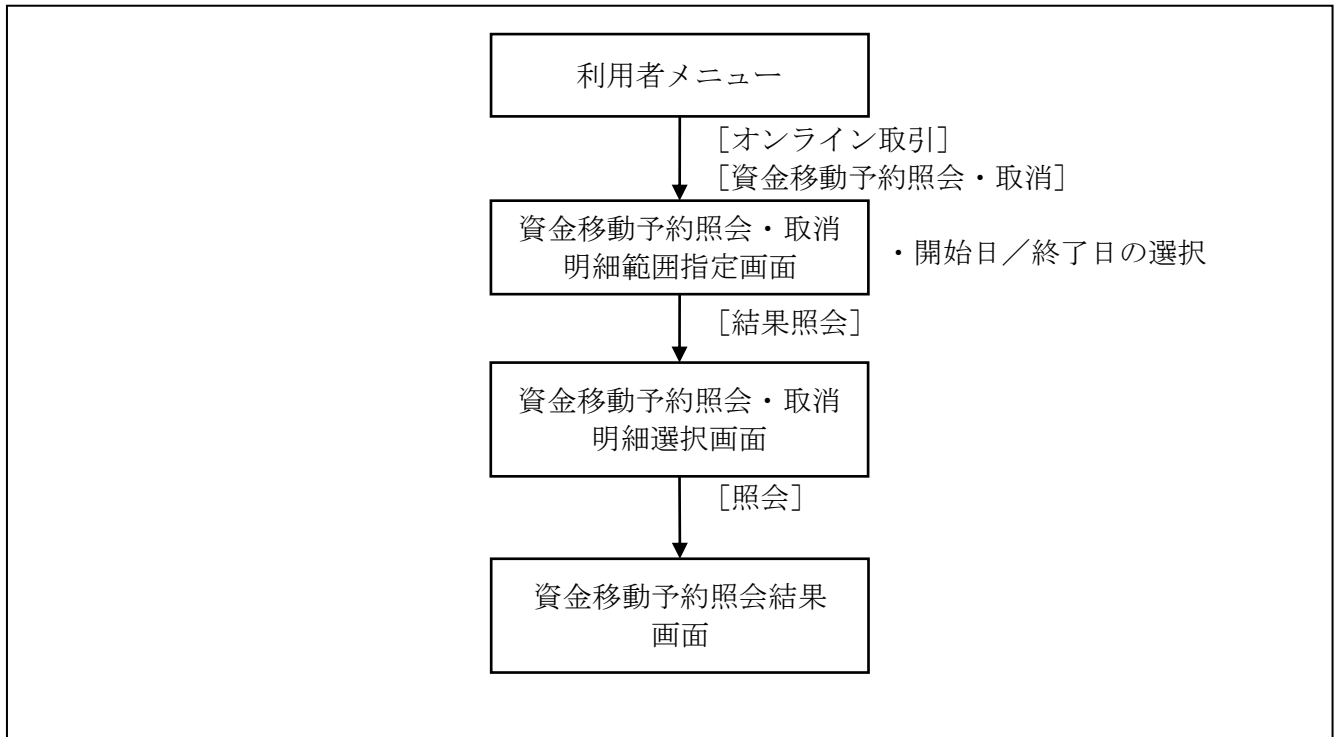 利用者メニュー
［オンライン取引］
［資金移動予約照会・取消］
資金移動予約照会・取消
明細範囲指定画面
・開始日／終了日の選択
［結果照会］
資金移動予約照会・取消
明細選択画面
［照会］
資金移動予約照会結果
画面